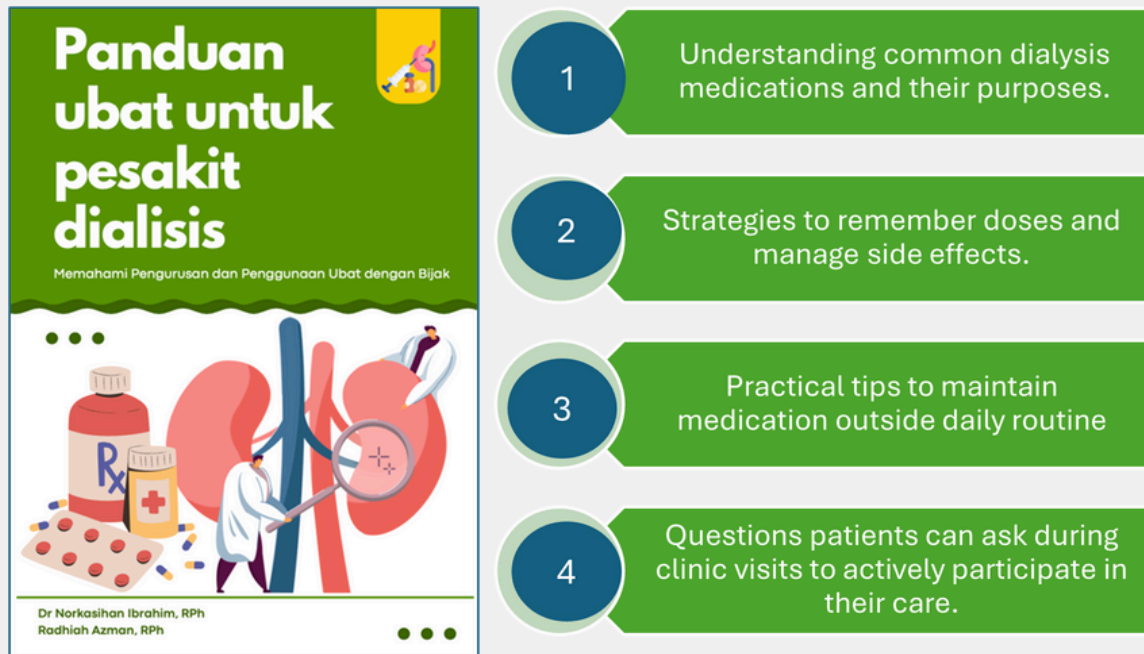 Panduan
ubat untuk
pesakit
dialisis
Memahami Pengurusan dan Penggunaan Ubat dengan Bijak
Rx
Dr Norkasihan Ibrahim, RPh
Radhiah Azman, RPh
1
Understanding common dialysis
medications and their purposes.
2
Strategies to remember doses and
manage side effects.
3
Practical tips to maintain
medication outside daily routine
4
Questions patients can ask during
clinic visits to actively participate in
their care.